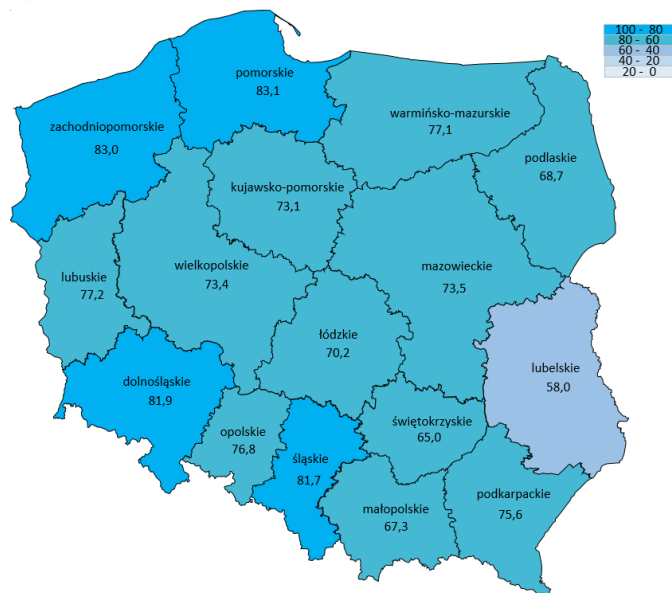 100 - 80
80 - 60
60 - 40
40 - 20
20 - 0
pomorskie
83,1
zachodniopomorskie
83,0
warmińsko-mazurskie
77,1
podlaskie
68,7
kujawsko-pomorskie
73,1
lubuskie
77,2
wielkopolskie
73,4
mazowieckie
73,5
łódzkie
70,2
lubelskie
58,0
dolnośląskie
81,9
opolskie
76,8
śląskie
81,7
świętokrzyskie
65,0
małopolskie
67,3
podkarpackie
75,6